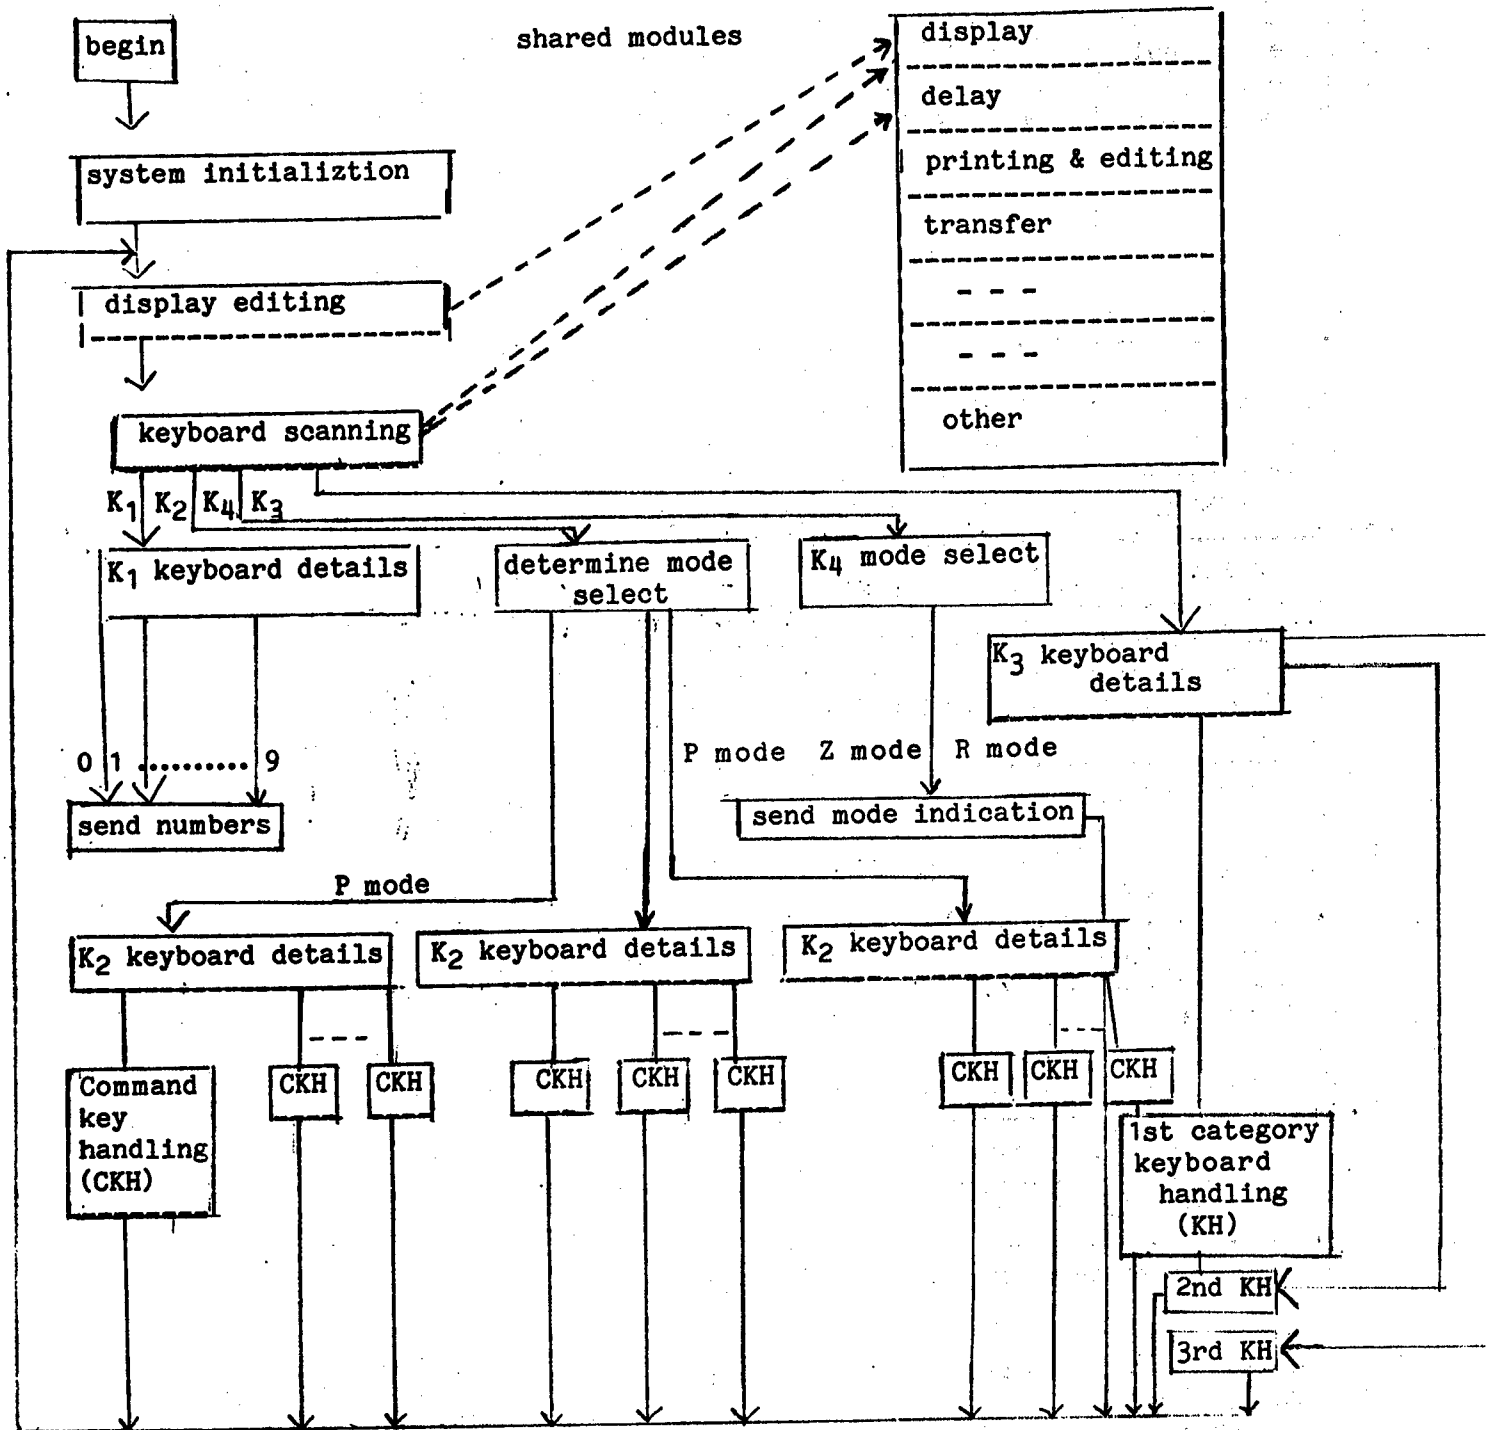 begin
shared modules
display
delay
printing & editing
transfer
- - -
- - -
other
system initializtion
display editing
keyboard scanning
K1 K2 K4 K3
K1 keyboard details
determine mode
select
K4 mode select
K3 keyboard
details
0 1 .......... 9
P mode Z mode R mode
send numbers
send mode indication
P mode
K2 keyboard details
K2 keyboard details
K2 keyboard details
Command
key
handling
(CKH)
CKH
CKH
CKH
CKH
CKH
CKH
CKH
CKH
1st category
keyboard
handling
(KH)
2nd KH
3rd KH